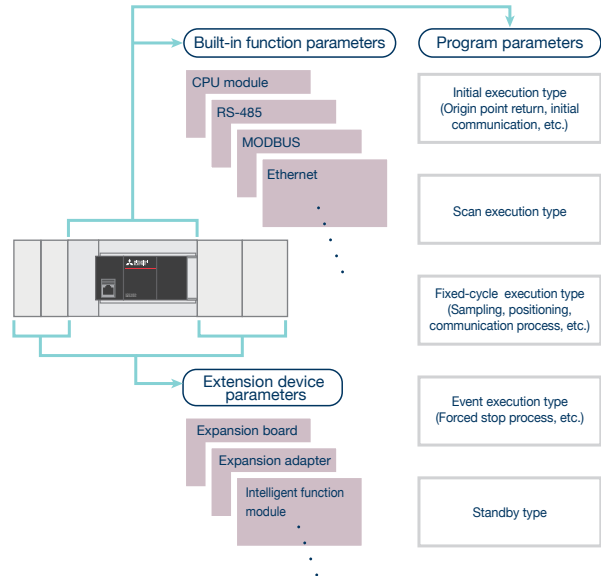 Built-in function parameters
Program parameters
CPU module
RS-485
MODBUS
Ethernet
Initial execution type
(Origin point return, initial
communication, etc.)
Scan execution type
Fixed-cycle execution type
(Sampling, positioning,
communication process, etc.)
Event execution type
(Forced stop process, etc.)
Standby type
Extension device
parameters
Expansion board
Expansion adapter
Intelligent function
module